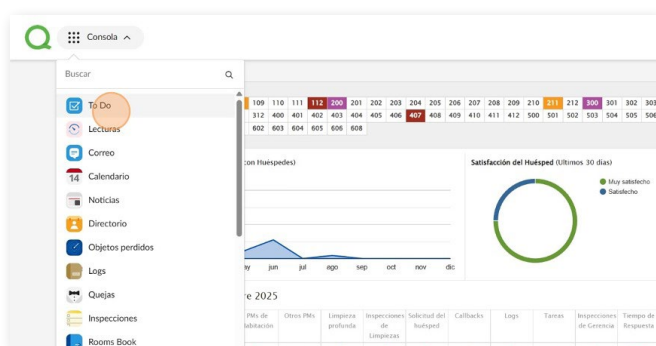 Consola
Buscar
To Do
Lecturas
Correo
14 Calendario
Noticias
Directorio
Objetos perdidos
Logs
Quejas
Inspecciones
Rooms Book
109 110 111 112 200 201 202 203 204 205 206 207 208 209 210 211 212 300 301 302 303
312 400 401 402 403 404 405 406 407 408 409 410 411 412 500 501 502 503 504 505 506
602 603 604 605 606 608
con Huéspedes)
Satisfacción del Huésped (Ultimos 30 días)
Muy satisfecho
Satisfecho
jun jul ago sep oct nov dic
re 2025
PMs de
Otros PMs
Limpieza
profunda
Inspecciones
de
Limpiezas
Solicitud del
huésped
Callbacks
Logs
Tareas
Inspecciones
de Gerencia
Tiempo de
Respuesta